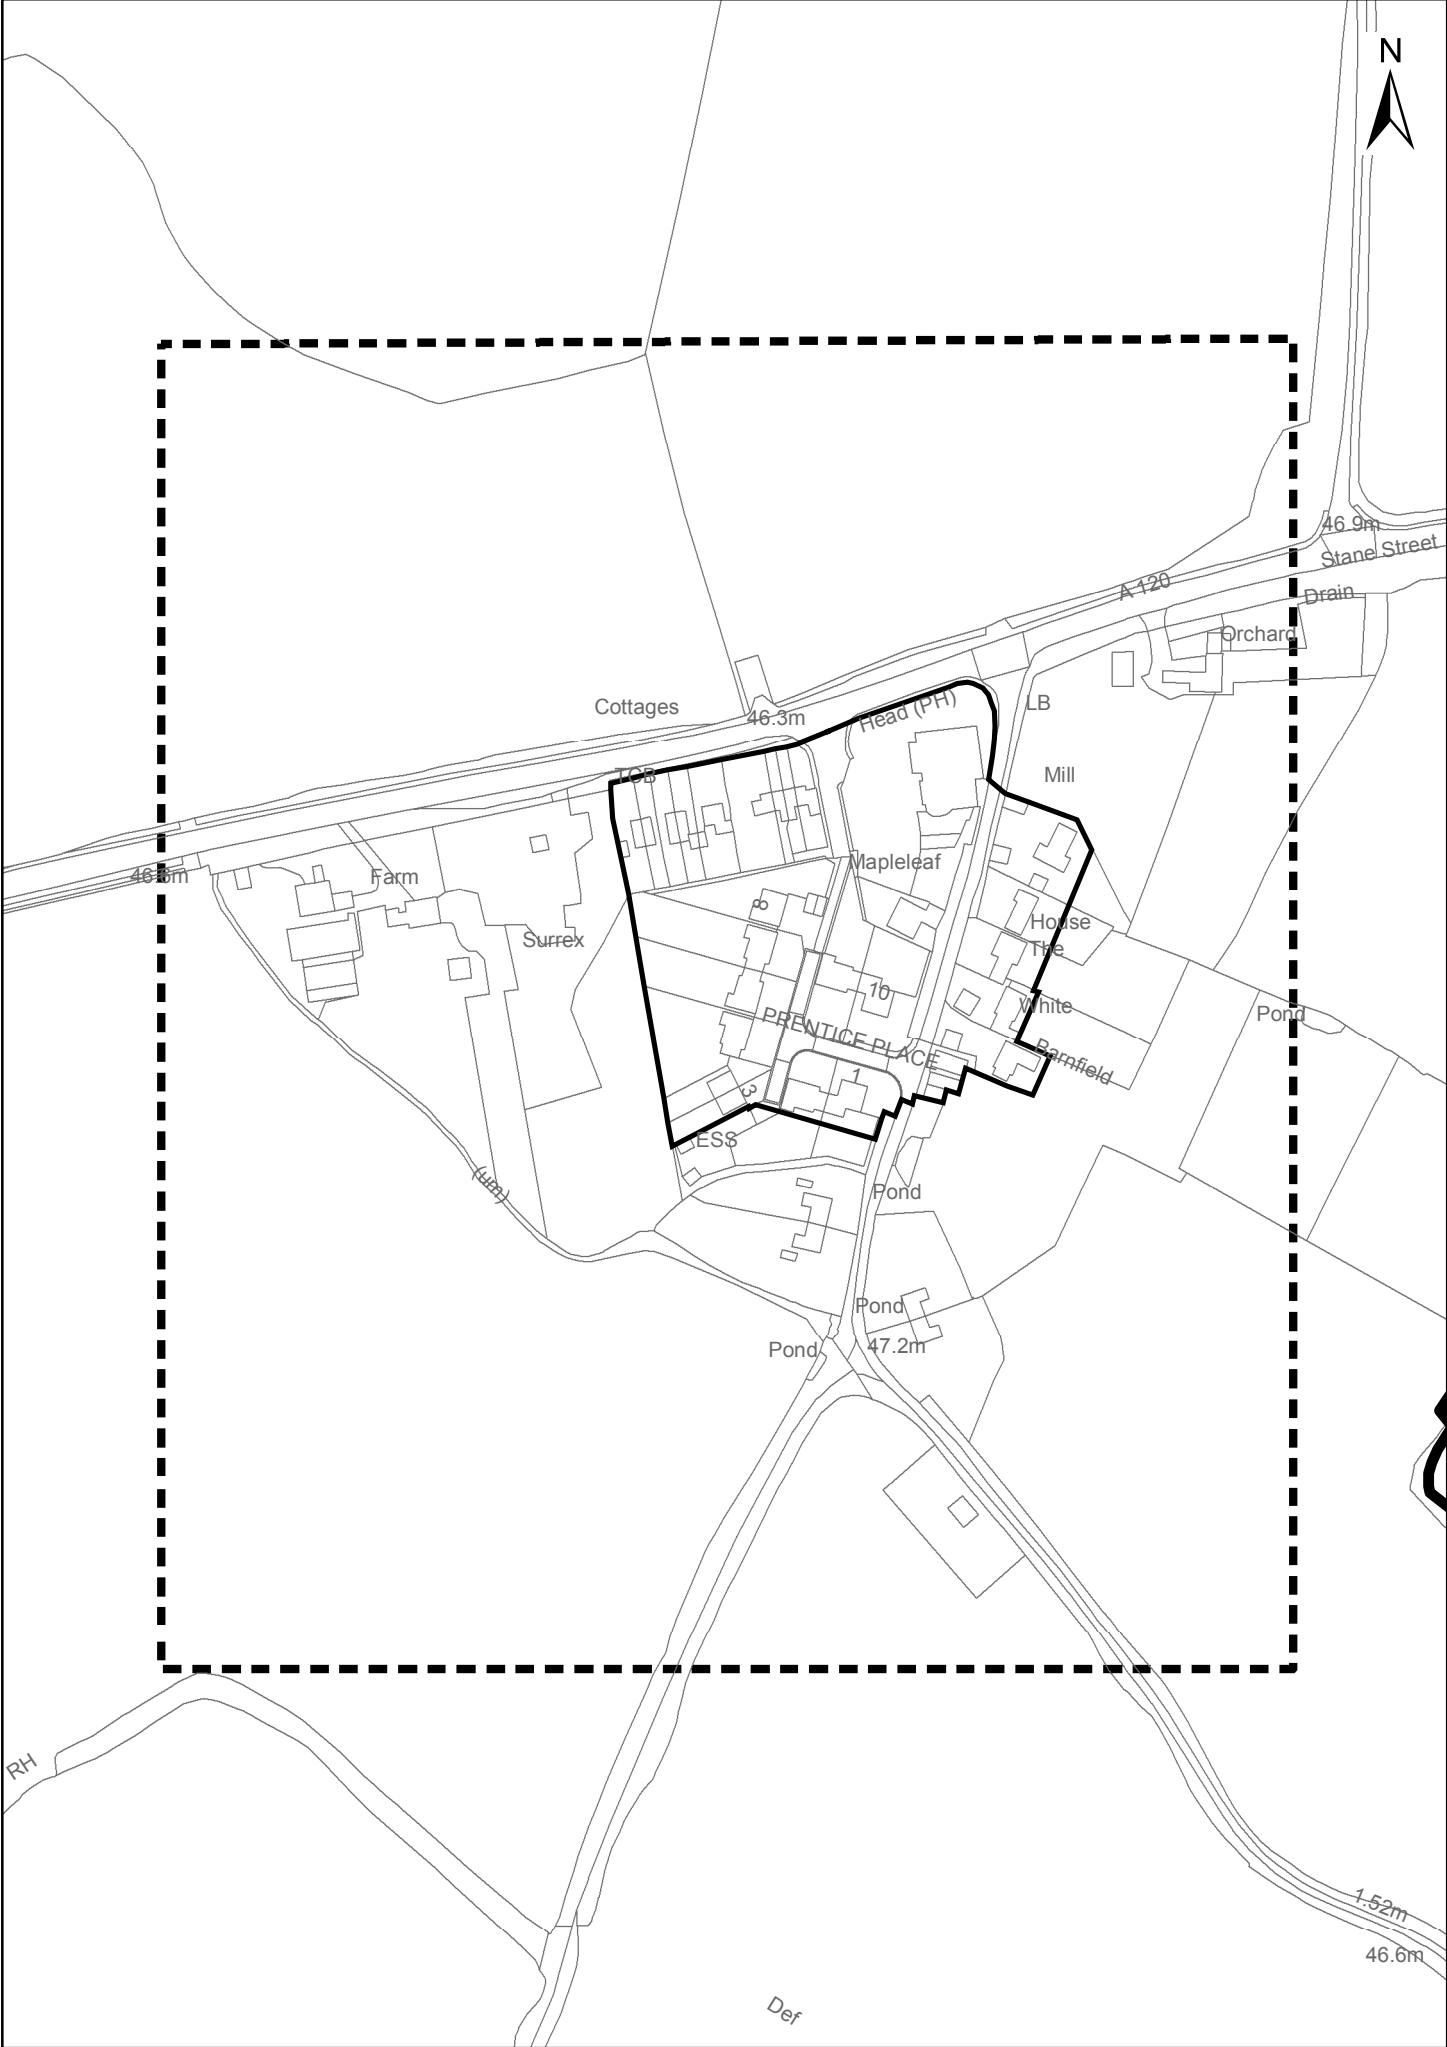 N
46.9m
Stane Street
A 120
Drain
Orchard
Cottages
46.3m
Head (PH)
LB
TCB
Mill
Mapleleaf
Farm
8
House
Surrex
The
10
White
Pond
PRENTICE PLACE
Barnfield
1
3
ESS
(um)
Pond
Pond
47.2m
Pond
RH
1.52m
46.6m
Def